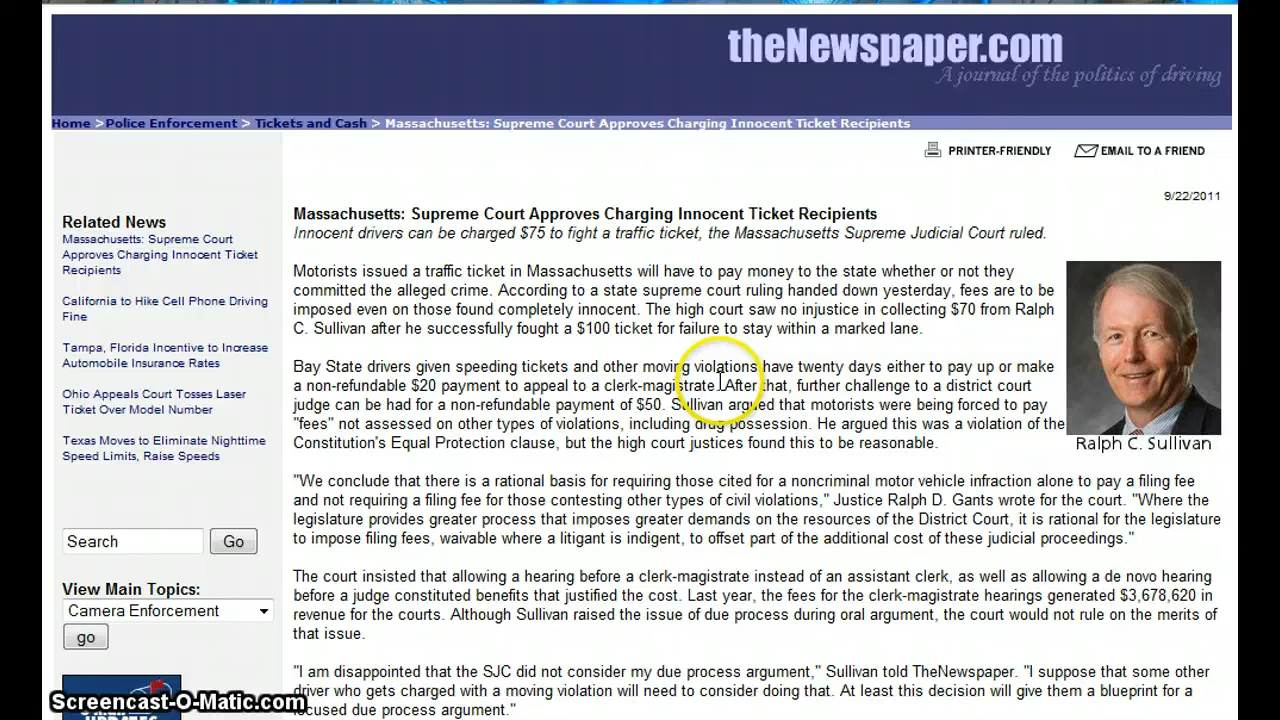 theNewspaper.com
A journal of the politics of driving
Home >Police Enforcement > Tickets and Cash > Massachusetts: Supreme Court Approves Charging Innocent Ticket Recipients
PRINTER-FRIENDLY EMAIL TO A FRIEND
9/22/2011
Related News
Massachusetts: Supreme Court
Approves Charging Innocent Ticket
Recipients
California to Hike Cell Phone Driving
Fine
Tampa, Florida Incentive to Increase
Automobile Insurance Rates
Ohio Appeals Court Tosses Laser
Ticket Over Model Number
Texas Moves to Eliminate Nighttime
Speed Limits, Raise Speeds
Search Go
View Main Topics:
Camera Enforcement
go
Massachusetts: Supreme Court Approves Charging Innocent Ticket Recipients
Innocent drivers can be charged $75 to fight a traffic ticket, the Massachusetts Supreme Judicial Court ruled.
Motorists issued a traffic ticket in Massachusetts will have to pay money to the state whether or not they
committed the alleged crime. According to a state supreme court ruling handed down yesterday, fees are to be
imposed even on those found completely innocent. The high court saw no injustice in collecting $70 from Ralph
C. Sullivan after he successfully fought a $100 ticket for failure to stay within a marked lane.
Bay State drivers given speeding tickets and other moving violations have twenty days either to pay up or make
a non-refundable $20 payment to appeal to a clerk-magistrate. After that, further challenge to a district court
judge can be had for a non-refundable payment of $50. Sullivan argued that motorists were being forced to pay
"fees" not assessed on other types of violations, including drug possession. He argued this was a violation of the
Constitution's Equal Protection clause, but the high court justices found this to be reasonable.
Ralph C. Sullivan
"We conclude that there is a rational basis for requiring those cited for a noncriminal motor vehicle infraction alone to pay a filing fee
and not requiring a filing fee for those contesting other types of civil violations," Justice Ralph D. Gants wrote for the court. "Where the
legislature provides greater process that imposes greater demands on the resources of the District Court, it is rational for the legislature
to impose filing fees, waivable where a litigant is indigent, to offset part of the additional cost of these judicial proceedings."
The court insisted that allowing a hearing before a clerk-magistrate instead of an assistant clerk, as well as allowing a de novo hearing
before a judge constituted benefits that justified the cost. Last year, the fees for the clerk-magistrate hearings generated $3,678,620 in
revenue for the courts. Although Sullivan raised the issue of due process during oral argument, the court would not rule on the merits of
that issue.
"I am disappointed that the SJC did not consider my due process argument," Sullivan told TheNewspaper. "I suppose that some other
driver who gets charged with a moving violation will need to consider doing that. At least this decision will give them a blueprint for a
focused due process argument."
Screencast-O-Matic.com